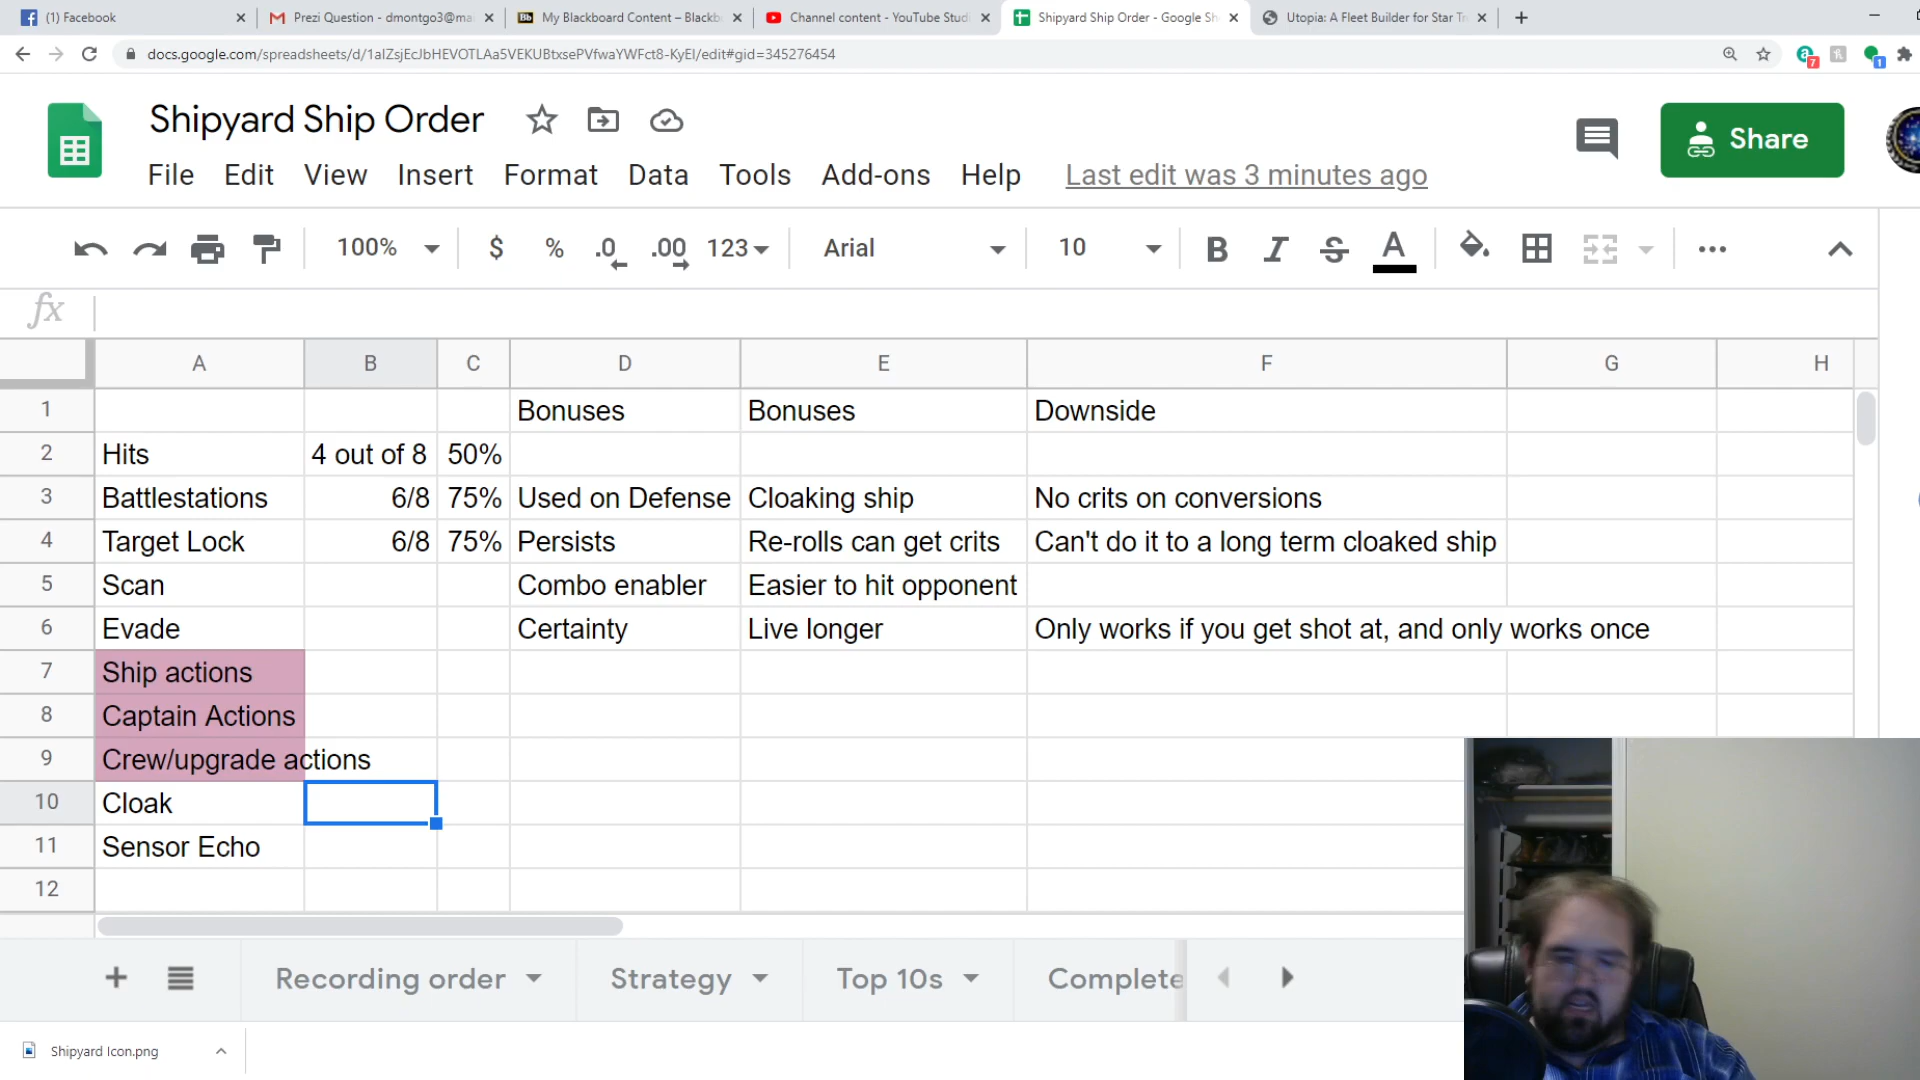 (1) Facebook
Prezi Question - dmontgo3@ma
My Blackboard Content – Blackb
Channel content - YouTube Studi
Shipyard Ship Order - Google Sh
Utopia: A Fleet Builder for Star Tr
docs.google.com/spreadsheets/d/1aIZsjEcJbHEVOTLAa5VEKUBtxsePVfwaYWFct8-KyEI/edit#gid=345276454
7
1
Shipyard Ship Order
Share
File Edit View Insert Format Data Tools Add-ons Help Last edit was 3 minutes ago
100% $ % .0 .00 123 Arial 10 B I S A
fx
A B C D E F G H
1 Bonuses Bonuses Downside
2 Hits 4 out of 8 50%
3 Battlestations 6/8 75% Used on Defense Cloaking ship No crits on conversions
4 Target Lock 6/8 75% Persists Re-rolls can get crits Can't do it to a long term cloaked ship
5 Scan Combo enabler Easier to hit opponent
6 Evade Certainty Live longer Only works if you get shot at, and only works once
7 Ship actions
8 Captain Actions
9 Crew/upgrade actions
10 Cloak
11 Sensor Echo
12
Recording order Strategy Top 10s Complete
Shipyard Icon.png